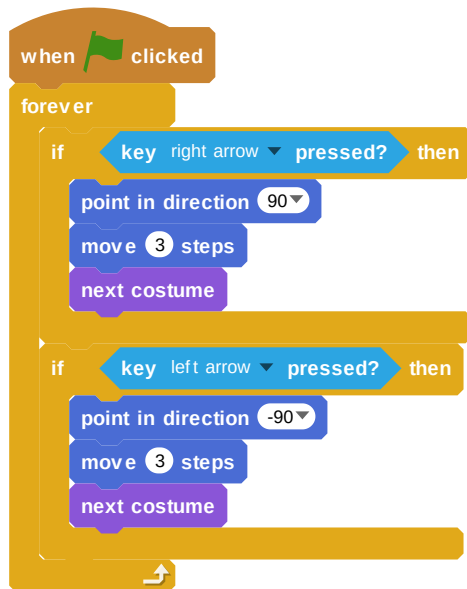 when clicked
forever
if key right arrow pressed? then
point in direction 90
move 3 steps
next costume
if key left arrow pressed? then
point in direction -90
move 3 steps
next costume